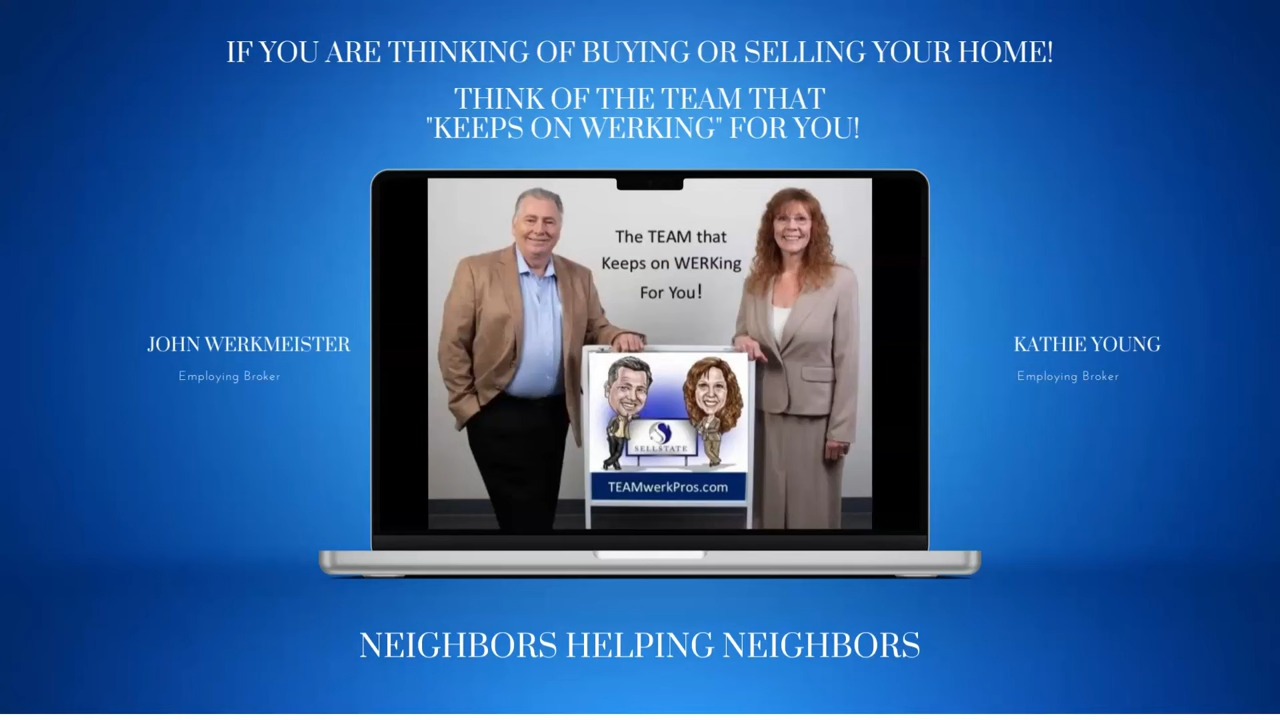 IF YOU ARE THINKING OF BUYING OR SELLING YOUR HOME!
THINK OF THE TEAM THAT
"KEEPS ON WERKING" FOR YOU!
The TEAM that
Keeps on WERKing
For You!
JOHN WERKMEISTER
Employing Broker
KATHIE YOUNG
Employing Broker
SELLSTATE
TEAMwerkPros.com
NEIGHBORS HELPING NEIGHBORS